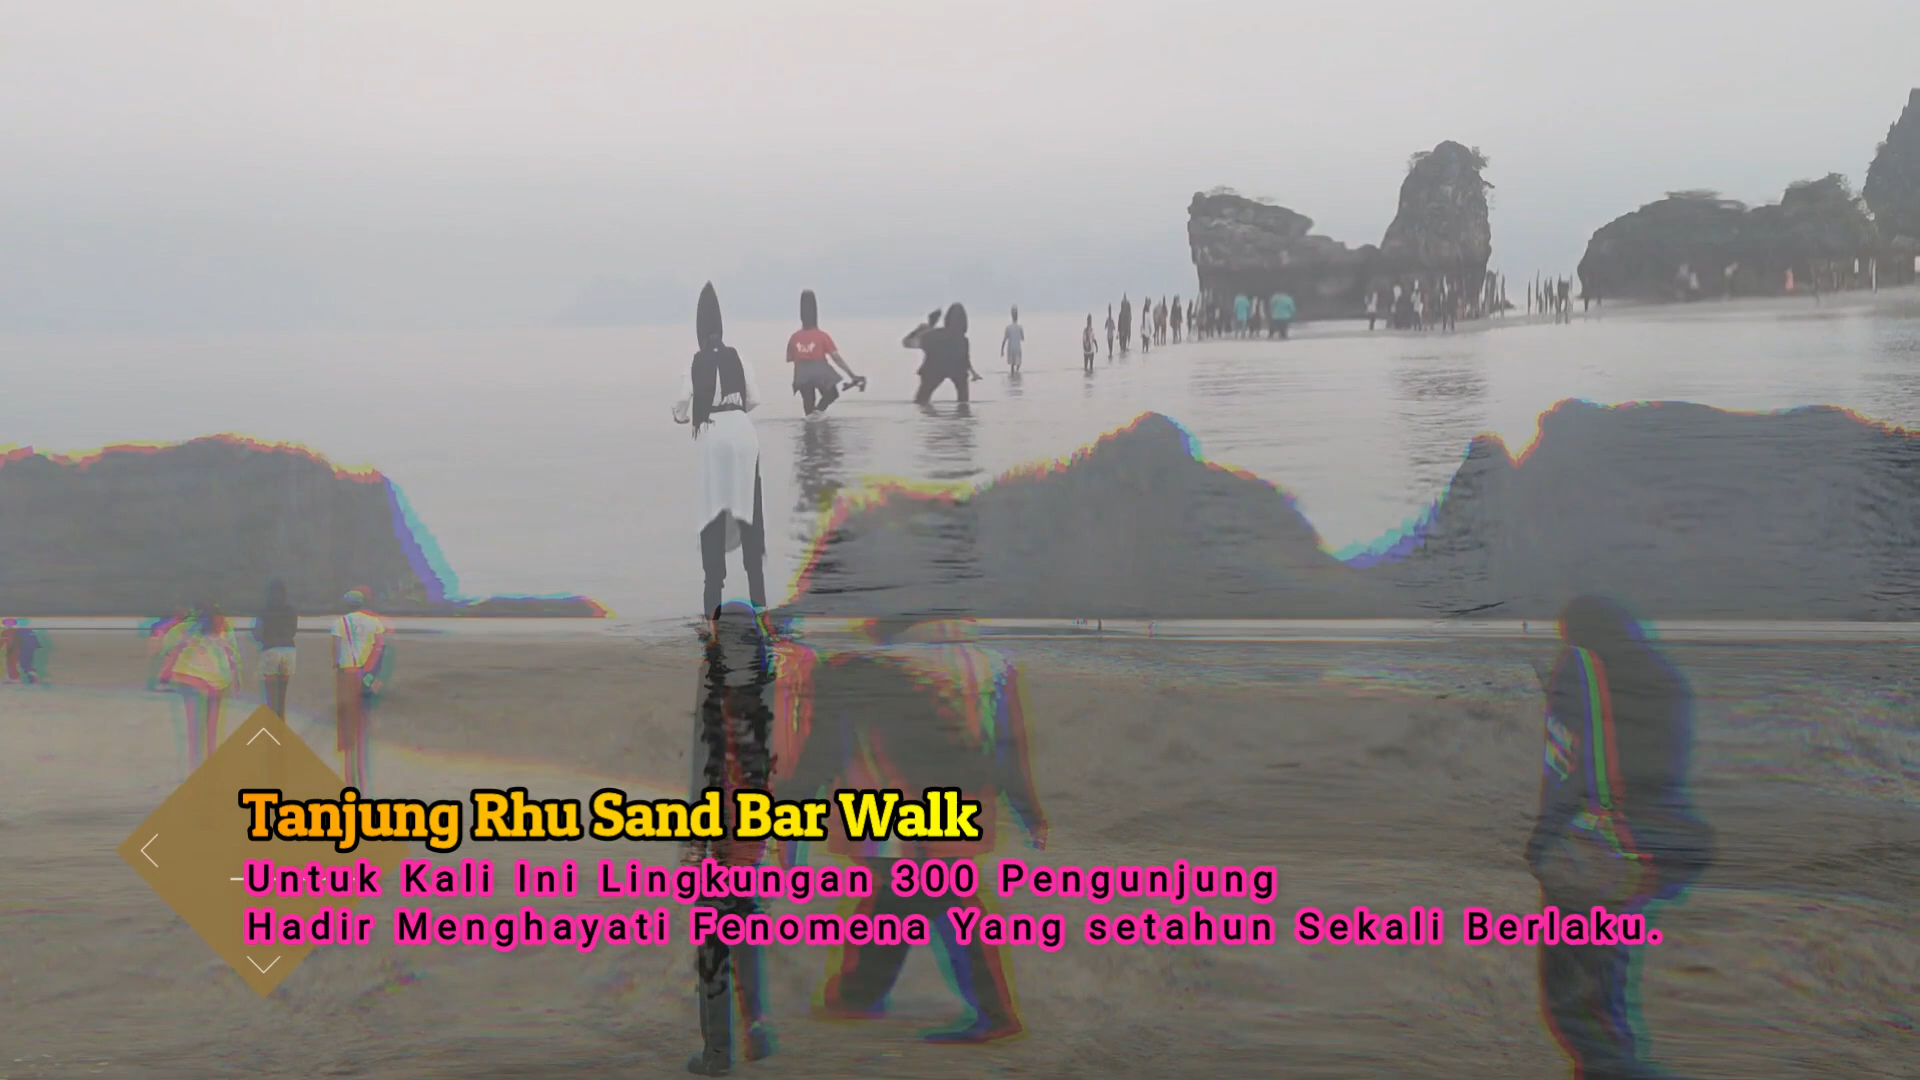 Tanjung Rhu Sand Bar Walk
Untuk Kali Ini Lingkungan 300 Pengunjung
Hadir Menghayati Fenomena Yang setahun Sekali Berlaku.